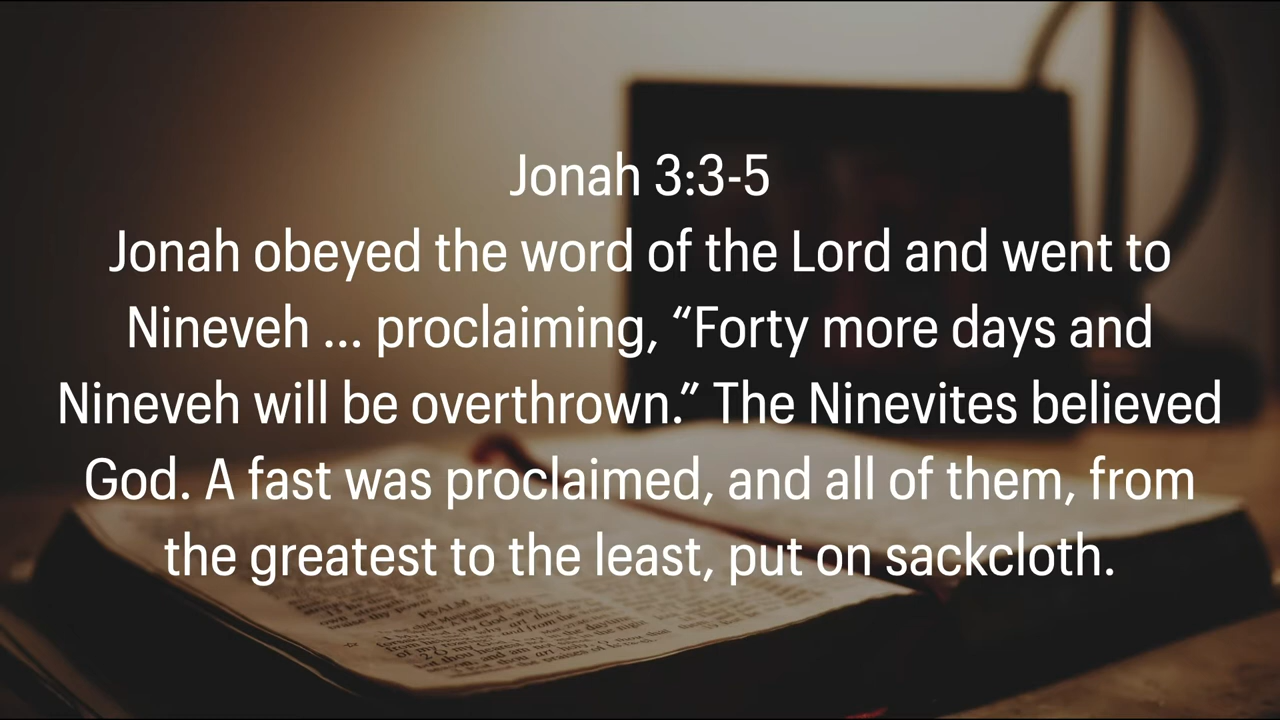 Jonah 3:3-5
Jonah obeyed the word of the Lord and went to
Nineveh ... proclaiming, “Forty more days and
Nineveh will be overthrown.” The Ninevites believed
God. A fast was proclaimed, and all of them, from
the greatest to the least, put on sackcloth.
PSALM